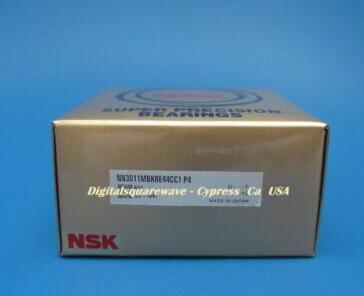 SUPER PRECISION
BEARINGS
NN3011MBKRE44CC1 P4
Digitalsquarewave - Cypress Ca USA
MADE IN JAPAN
NSK